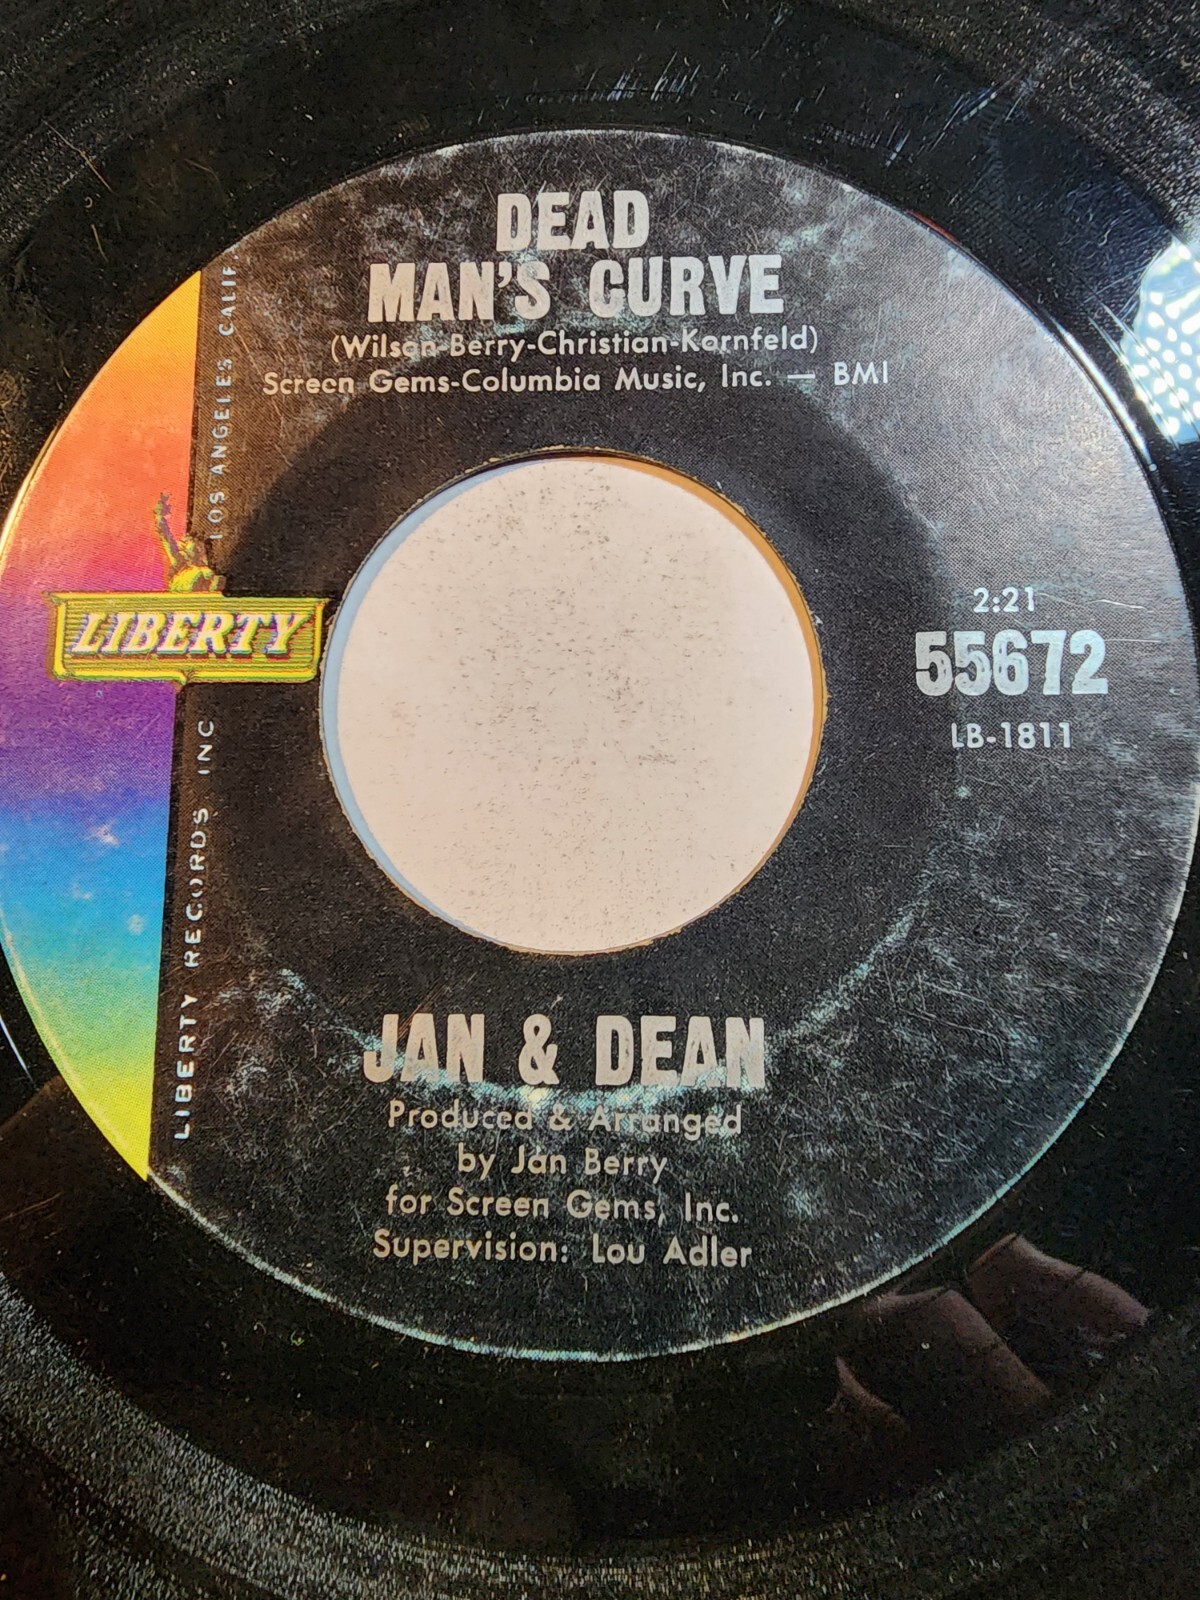 DEAD
MAN'S CURVE
(Wilson-Berry-Christian-Kornfeld)
Screen Gems-Columbia Music, Inc. — BMI
LIBERTY
LIBERTY RECORDS INC
LOS ANGELES CALIF.
2:21
55672
LB-1811
JAN & DEAN
Produced & Arranged
by Jan Berry
for Screen Gems, Inc.
Supervision: Lou Adler